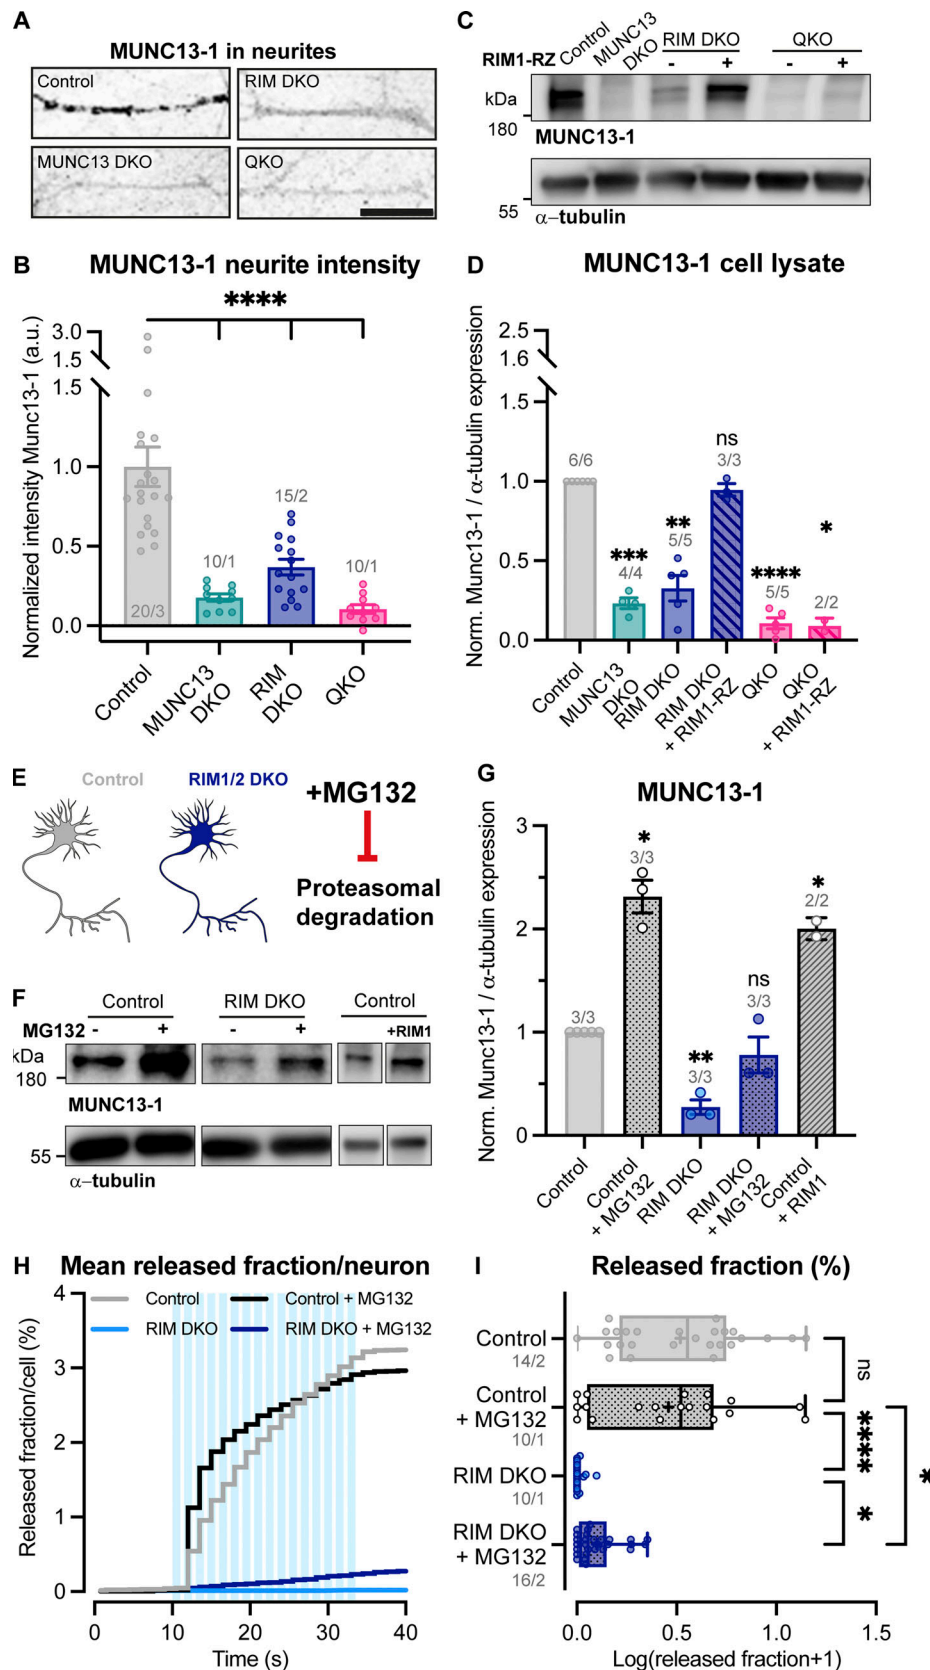 A
MUNC13-1 in neurites
Control
RIM DKO
MUNC13 DKO
QKO
B
MUNC13-1 neurite intensity
****
Normalized intensity Munc13-1 (a.u.)
3.0
1.5
1.5
1.0
0.5
0.0
20/3
10/1
15/2
10/1
Control
MUNC13
DKO
RIM
DKO
QKO
C
RIM1-RZ
Control
MUNC13
DKO
RIM DKO
- +
QKO
- +
kDa
180
MUNC13-1
55
α-tubulin
D
MUNC13-1 cell lysate
Norm. Munc13-1 / α-tubulin expression
2.5
1.6
1.5
1.0
0.5
0.0
6/6
***
4/4
**
5/5
ns
3/3
****
5/5
*
2/2
Control
MUNC13
DKO
RIM DKO
RIM DKO
+ RIM1-RZ
QKO
QKO
+ RIM1-RZ
E
Control
RIM1/2 DKO
+MG132
Proteasomal
degradation
F
Control
RIM DKO
Control
MG132
- +
- +
+RIM1
kDa
180
MUNC13-1
55
α-tubulin
G
MUNC13-1
Norm. Munc13-1 / α-tubulin expression
3
2
1
0
3/3
*
3/3
**
3/3
ns
3/3
*
2/2
Control
Control
+ MG132
RIM DKO
RIM DKO
+ MG132
Control
+ RIM1
H
Mean released fraction/neuron
Control
Control + MG132
RIM DKO
RIM DKO + MG132
Released fraction/cell (%)
4
3
2
1
0
0 10 20 30 40
Time (s)
I
Released fraction (%)
Control
14/2
Control
+ MG132
10/1
RIM DKO
10/1
RIM DKO
+ MG132
16/2
ns
****
*
*
0.0 0.5 1.0 1.5
Log(released fraction+1)